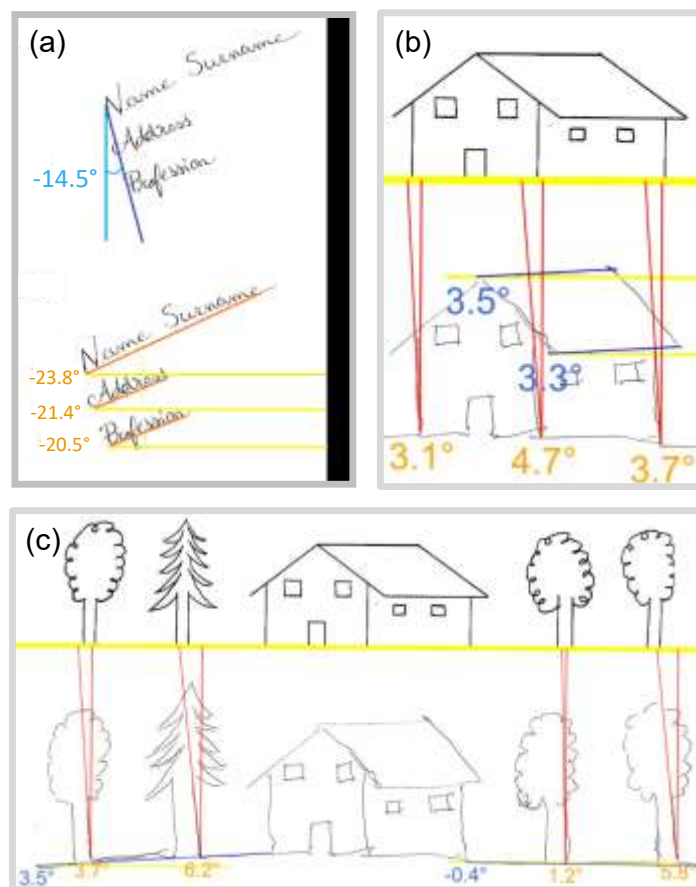 (a)
Name Surname
Address
Profession
-14.5°
Name Surname
-23.8°
Address
-21.4°
Profession
-20.5°
(b)
3.5°
3.3°
3.1° 4.7° 3.7°
(c)
3.5° 3.7° 6.2° -0.4° 1.2° 5.8°